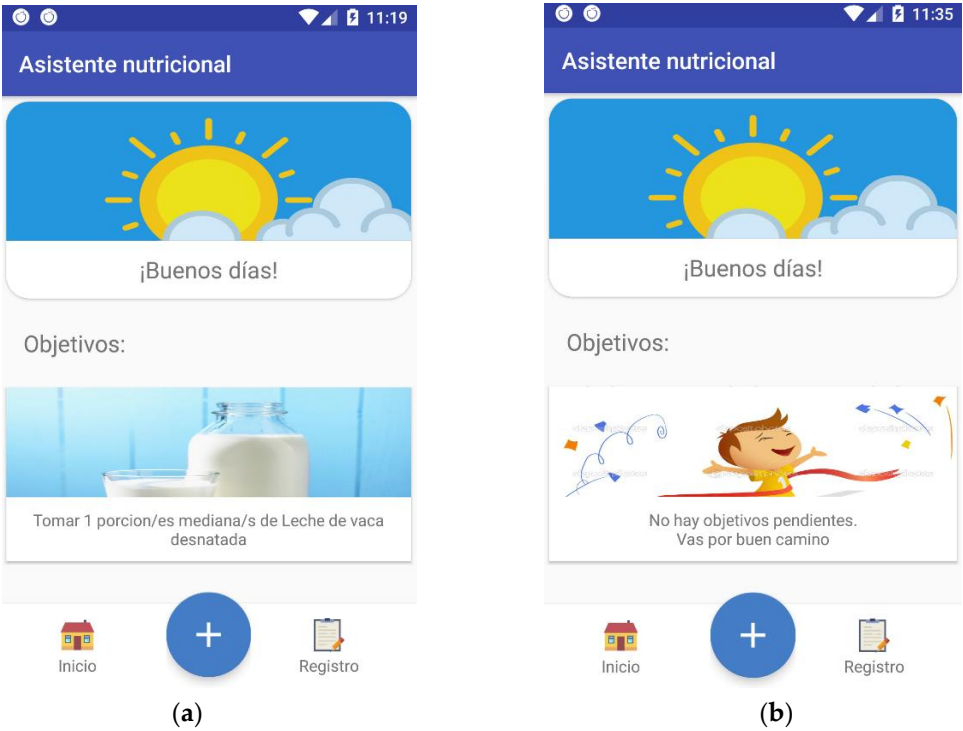 11:19
Asistente nutricional
¡Buenos días!
Objetivos:
Tomar 1 porcion/es mediana/s de Leche de vaca
desnatada
+
Inicio
Registro
(a)
11:35
Asistente nutricional
¡Buenos días!
Objetivos:
No hay objetivos pendientes.
Vas por buen camino
+
Inicio
Registro
(b)